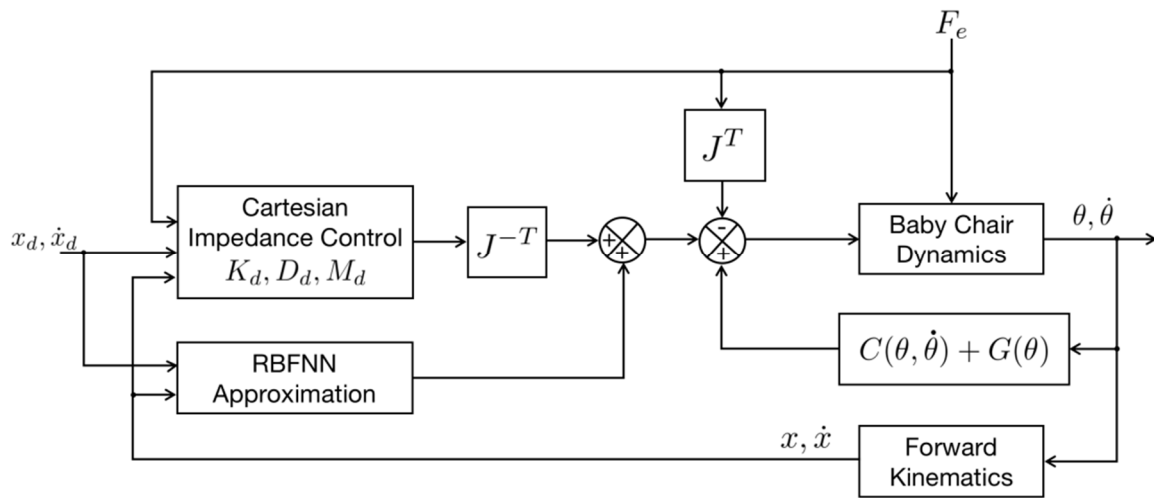 F_e
J^T
Cartesian
Impedance Control
K_d, D_d, M_d
x_d, ẋ_d
J^{-T}
+
+
-
+
Baby Chair
Dynamics
θ, θ̇
RBFNN
Approximation
C(θ, θ̇) + G(θ)
x, ẋ
Forward
Kinematics